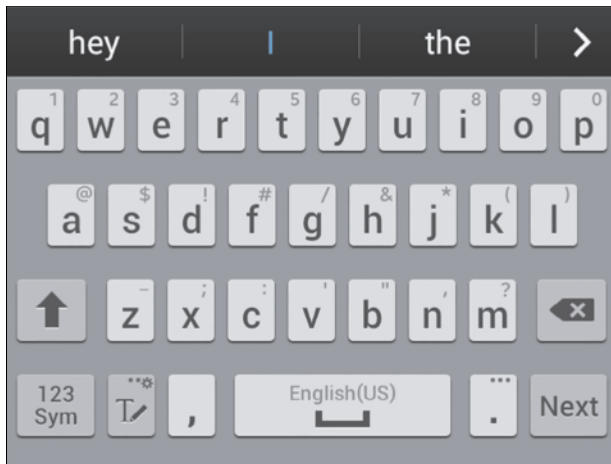 hey I the >
1 2 3 4 5 6 7 8 9 0
q w e r t y u i o p
@ $ ! # / & * ( )
a s d f g h j k l
- ; : ' " , ?
z x c v b n m
123 English(US)
Sym T , . Next